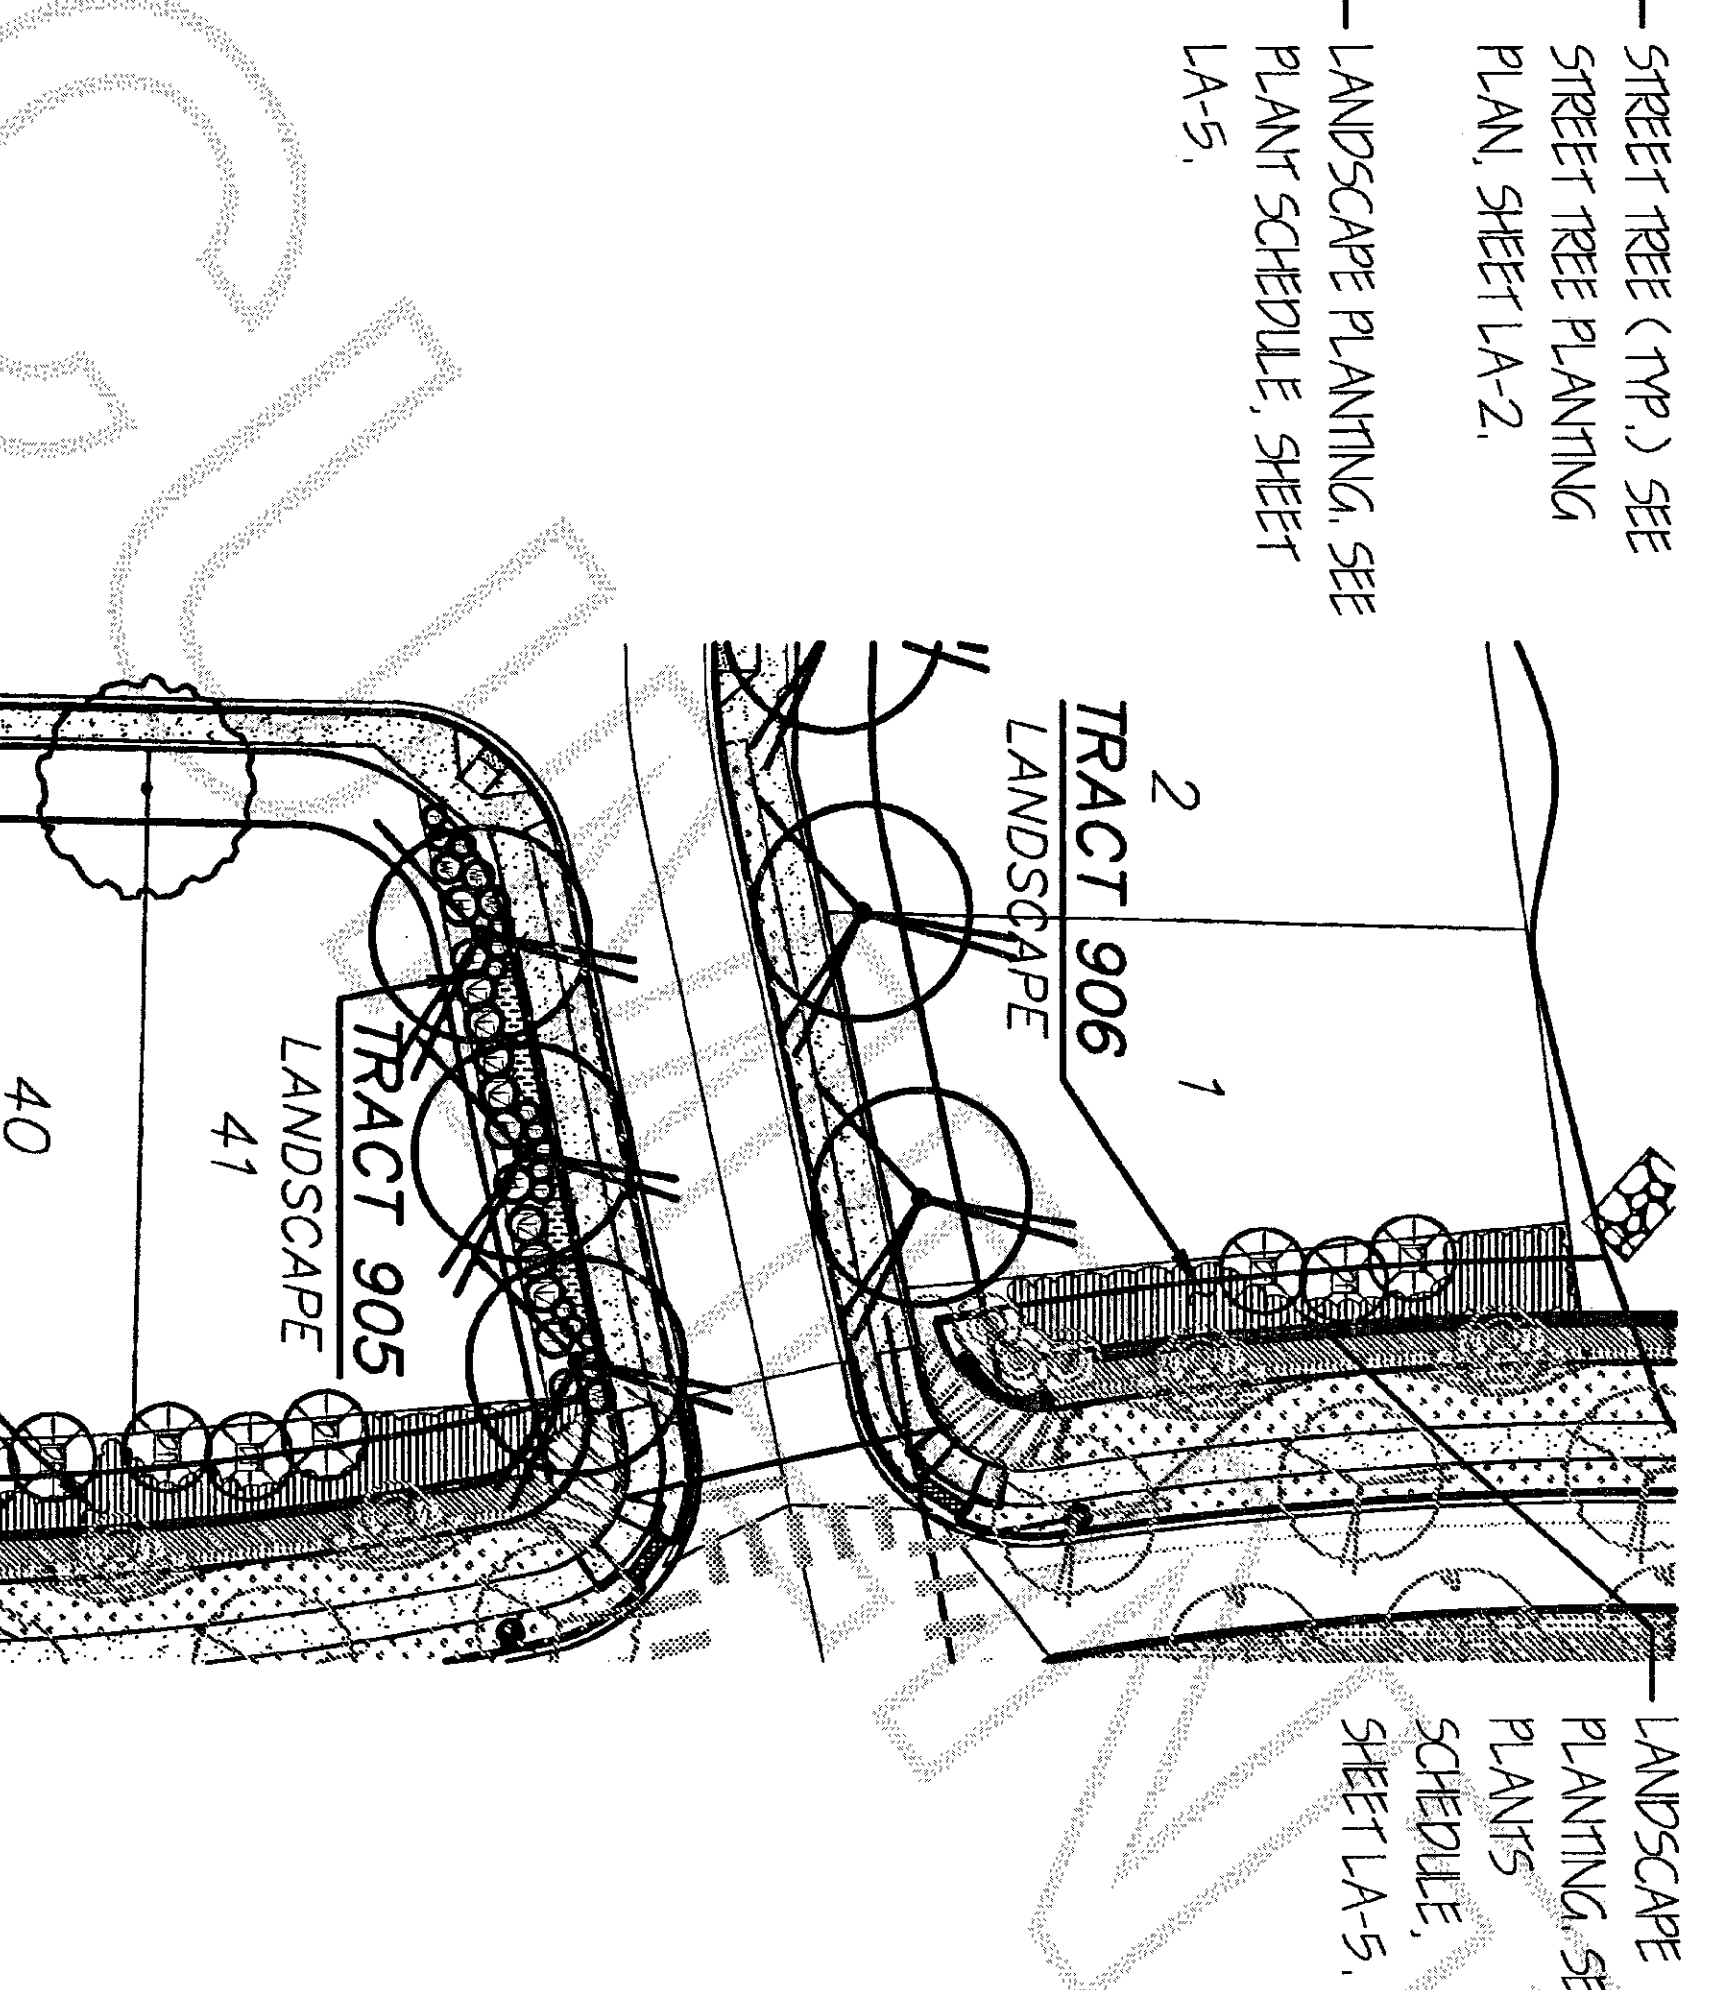 STREET TREE (TYP.) SEE
STREET TREE PLANTING
PLAN, SHEET LA-2.
LANDSCAPE PLANTING. SEE
PLANT SCHEDULE, SHEET
LA-5.
2
1
TRACT 906
LANDSCAPE
TRACT 905
LANDSCAPE
41
40
LANDSCAPE
PLANTING. SE
PLANTS
SCHEDULE,
SHEET LA-5.